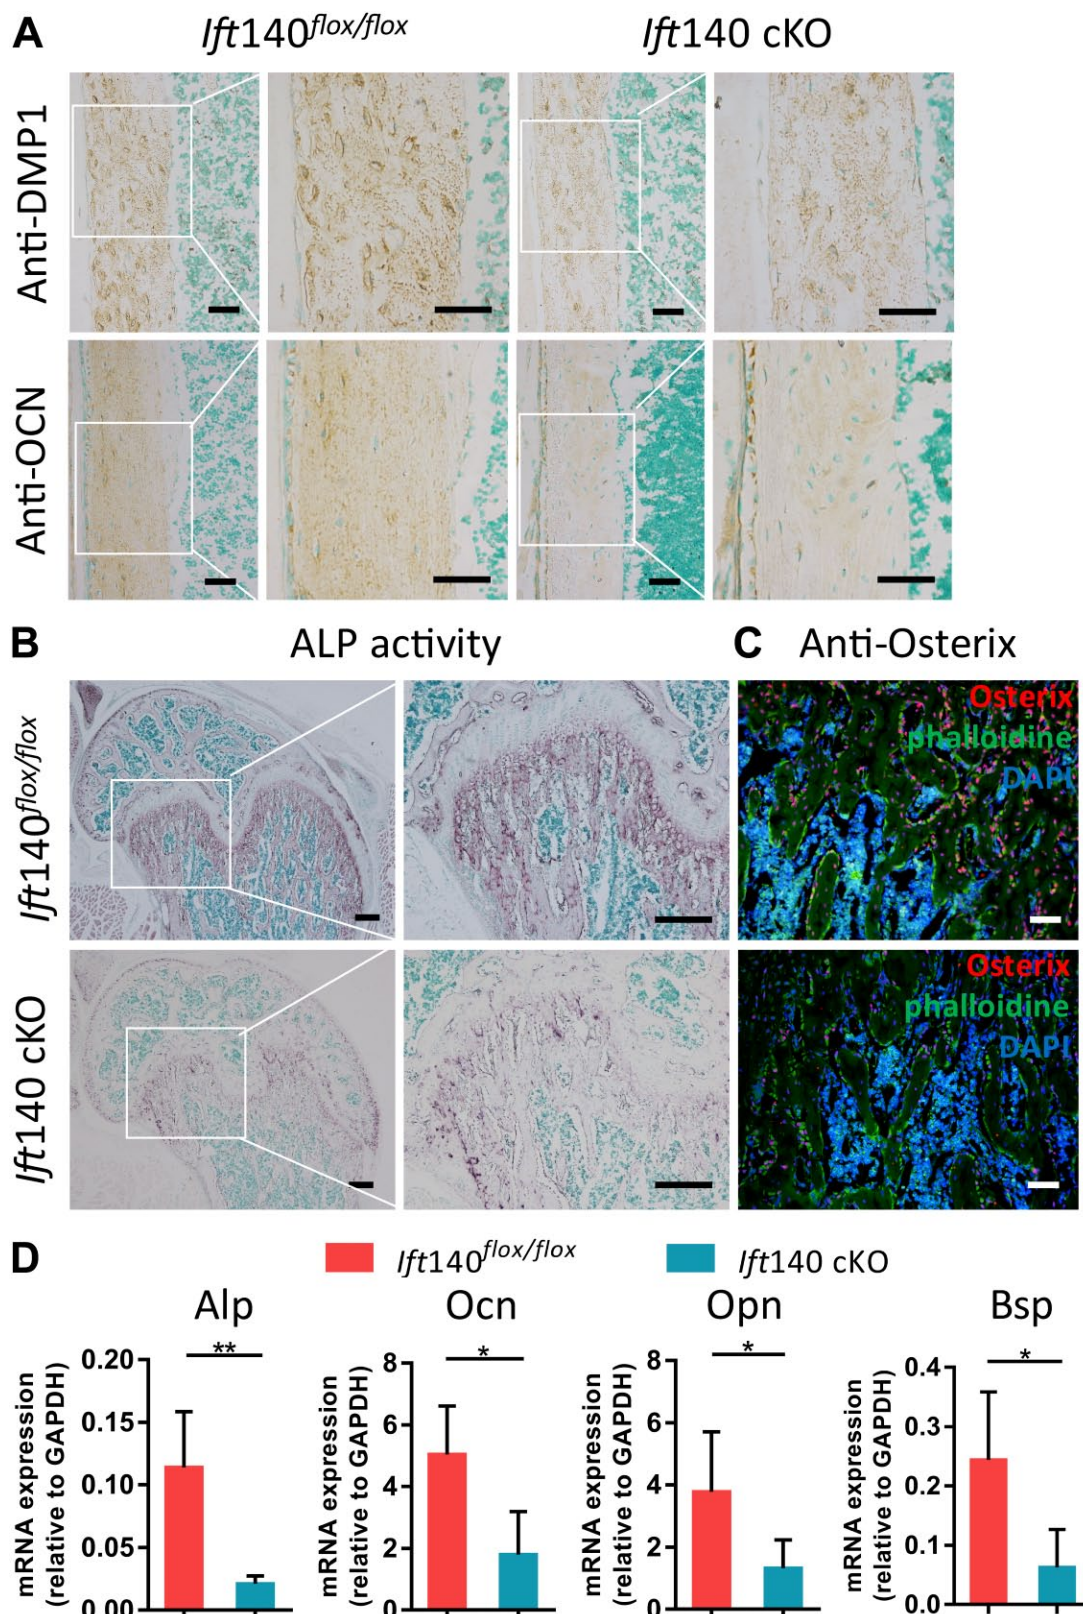 A
Ift140flox/flox
Ift140 cKO
Anti-DMP1
Anti-OCN
B
ALP activity
C
Anti-Osterix
Ift140flox/flox
Osterix
phalloidine
DAPI
Ift140 cKO
Osterix
phalloidine
DAPI
D
Ift140flox/flox
Ift140 cKO
Alp
mRNA expression
(relative to GAPDH)
0.20
0.15
0.10
0.05
0.00
**
Ocn
mRNA expression
(relative to GAPDH)
8
6
4
2
0
*
Opn
mRNA expression
(relative to GAPDH)
8
6
4
2
0
*
Bsp
mRNA expression
(relative to GAPDH)
0.4
0.3
0.2
0.1
0.0
*